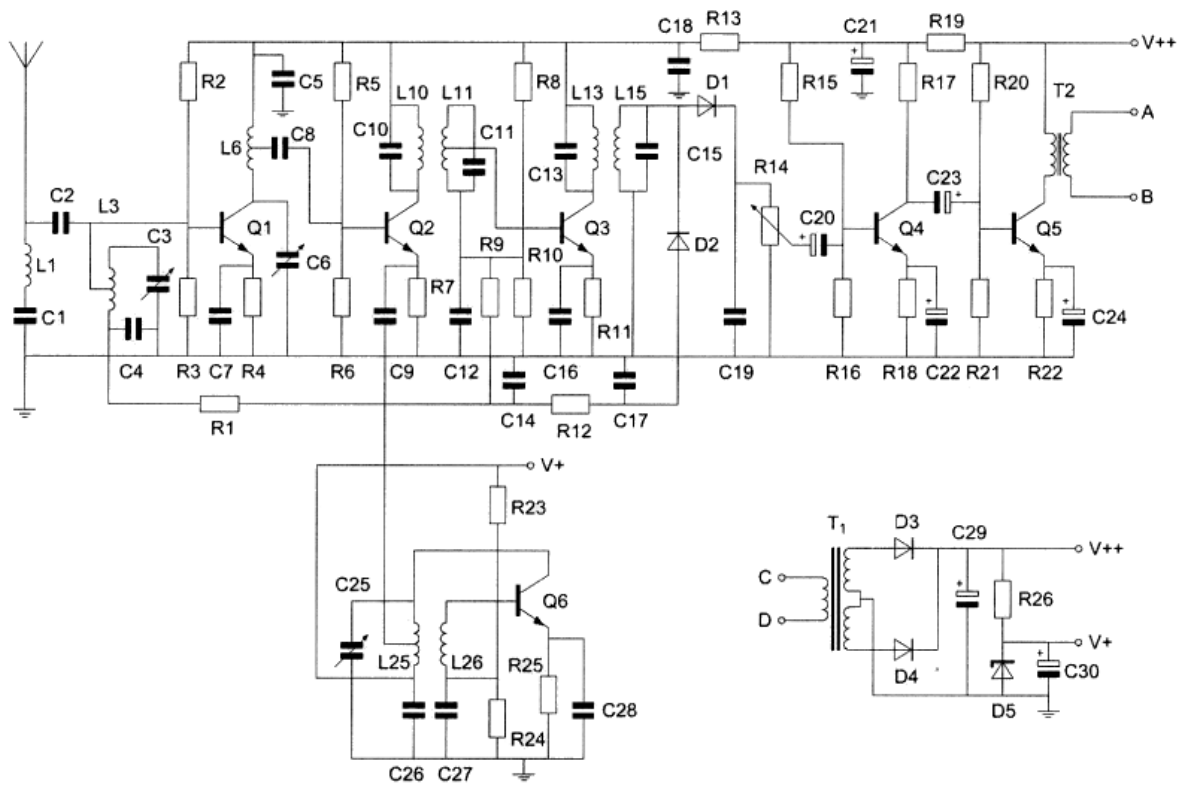 C18 R13 C21 R19
V++
R2 C5 R5 L10 L11 R8 L13 L15 D1 R15 R17 R20 T2
A
L6 C8 C10 C11 C13 C15 R14
C2 L3 C3 Q1 Q2 Q3 C20 Q4 C23 Q5 B
L1 C6 R9 R10 D2
R7
C1 R11 C24
C4 R3 C7 R4 R6 C9 C12 C16 C19 R16 R18 C22 R21 R22
R1 C14 R12 C17
V+
R23
T1 D3 C29 V++
C25 Q6 C
D R26
L25 L26 R25 V+
D4 C30
C28 D5
R24
C26 C27